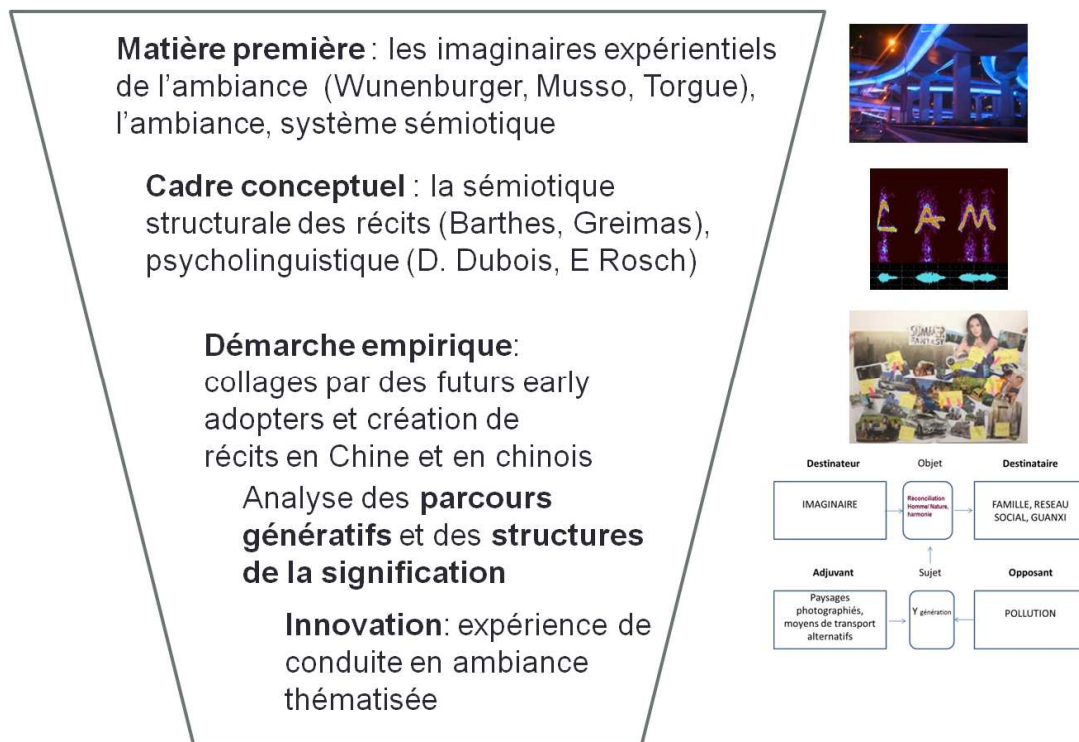 Matière première : les imaginaires expérientiels
de l’ambiance (Wunenburger, Musso, Torgue),
l’ambiance, système sémiotique
Cadre conceptuel : la sémiotique
structurale des récits (Barthes, Greimas),
psycholinguistique (D. Dubois, E Rosch)
Démarche empirique:
collages par des futurs early
adopters et création de
récits en Chine et en chinois
Analyse des parcours
génératifs et des structures
de la signification
Innovation: expérience de
conduite en ambiance
thématisée
LAM
SUMMER
FANTASY
Destinateur Objet Destinataire
IMAGINAIRE
Réconciliation
Homme/ Nature,
harmonie
FAMILLE, RESEAU
SOCIAL, GUANXI
Adjuvant Sujet Opposant
Paysages
photographiés,
moyens de transport
alternatifs
Y génération
POLLUTION